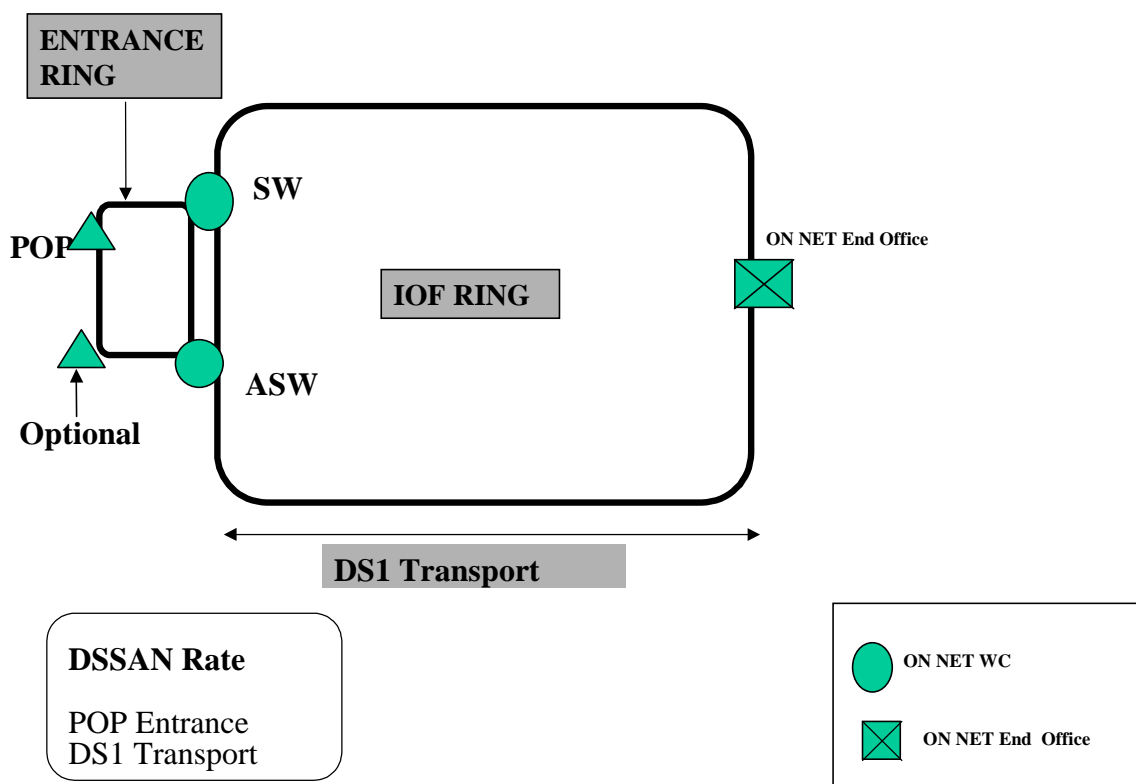 ENTRANCE
RING
SW
POP
ON NET End Office
IOF RING
ASW
Optional
DS1 Transport
DSSAN Rate
POP Entrance
DS1 Transport
ON NET WC
ON NET End Office